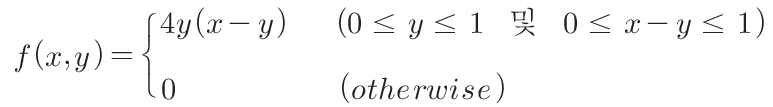 f(x,y) = { 4y(x−y) (0 ≤ y ≤ 1 및 0 ≤ x−y ≤ 1)
0 (otherwise)